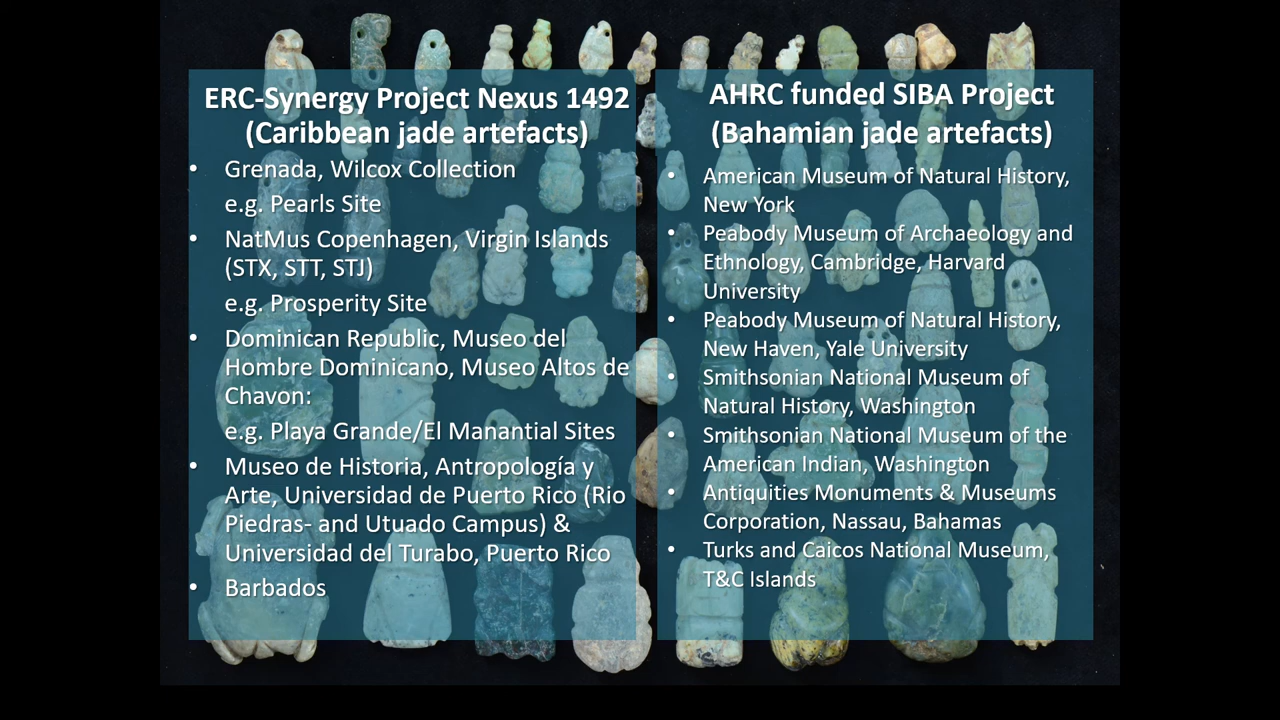 ERC-Synergy Project Nexus 1492
(Caribbean jade artefacts)
• Grenada, Wilcox Collection
e.g. Pearls Site
• NatMus Copenhagen, Virgin Islands
(STX, STT, STJ)
e.g. Prosperity Site
• Dominican Republic, Museo del
Hombre Dominicano, Museo Altos de
Chavon:
e.g. Playa Grande/El Manantial Sites
• Museo de Historia, Antropología y
Arte, Universidad de Puerto Rico (Rio
Piedras- and Utuado Campus) &
Universidad del Turabo, Puerto Rico
• Barbados
AHRC funded SIBA Project
(Bahamian jade artefacts)
• American Museum of Natural History,
New York
• Peabody Museum of Archaeology and
Ethnology, Cambridge, Harvard
University
• Peabody Museum of Natural History,
New Haven, Yale University
• Smithsonian National Museum of
Natural History, Washington
• Smithsonian National Museum of the
American Indian, Washington
• Antiquities Monuments & Museums
Corporation, Nassau, Bahamas
• Turks and Caicos National Museum,
T&C Islands